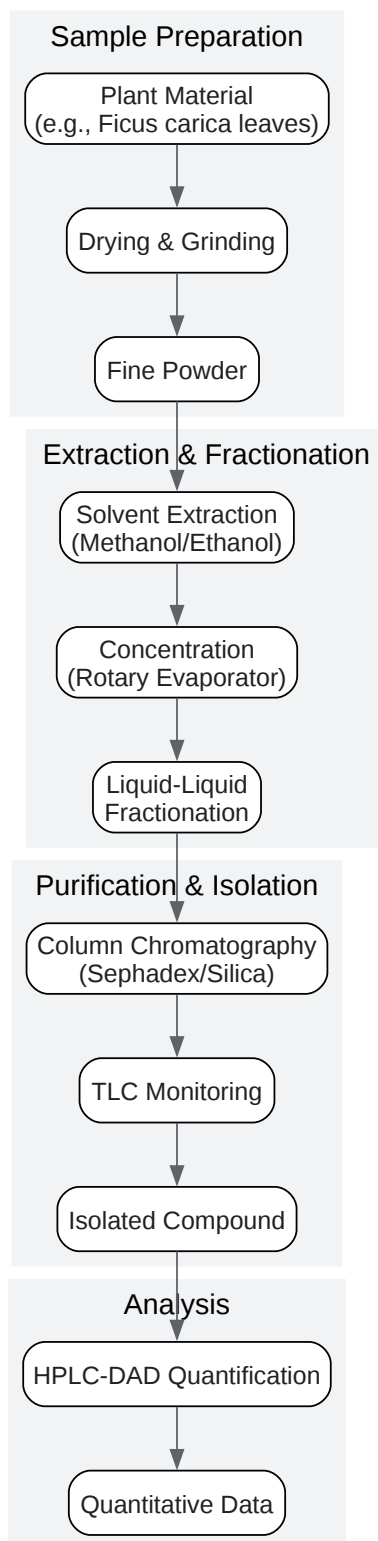 Sample Preparation
Plant Material
(e.g., Ficus carica leaves)
Drying & Grinding
Fine Powder
Extraction & Fractionation
Solvent Extraction
(Methanol/Ethanol)
Concentration
(Rotary Evaporator)
Liquid-Liquid
Fractionation
Purification & Isolation
Column Chromatography
(Sephadex/Silica)
TLC Monitoring
Isolated Compound
Analysis
HPLC-DAD Quantification
Quantitative Data